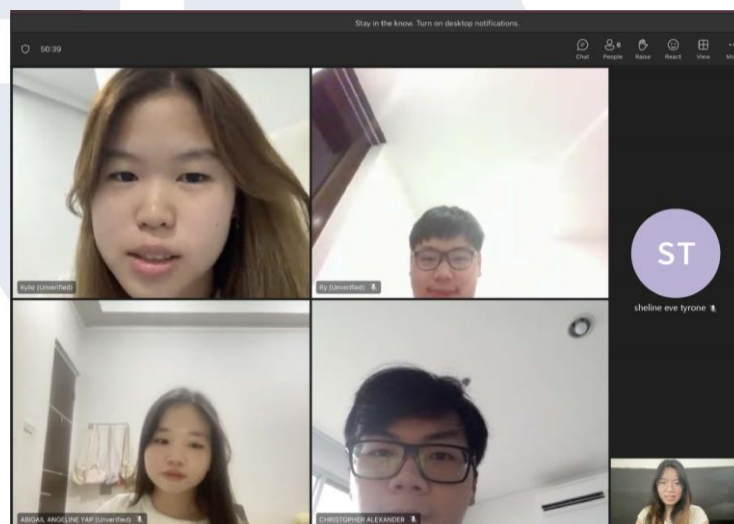 Stay in the know. Turn on desktop notifications.
50:39
6
Chat People Raise React View
Kylie (Unverified)
Ry (Unverified)
ST
sheline eve tyrone
ABIGAIL ANGELINE YAP (Unverified)
CHRISTOPHER ALEXANDER